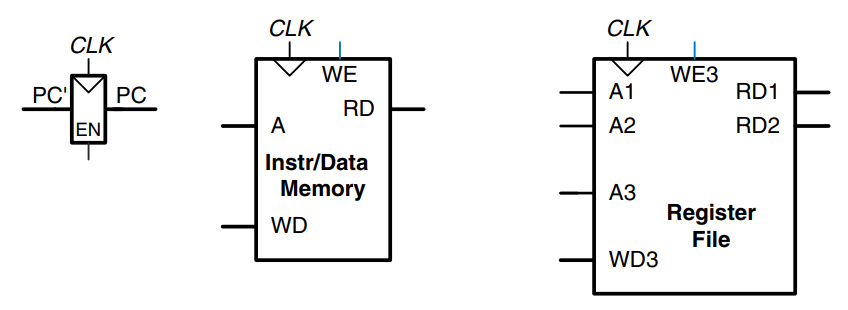 CLK
PC'
PC
EN
CLK
WE
RD
A
Instr/Data
Memory
WD
CLK
WE3
A1
RD1
A2
RD2
A3
Register
File
WD3